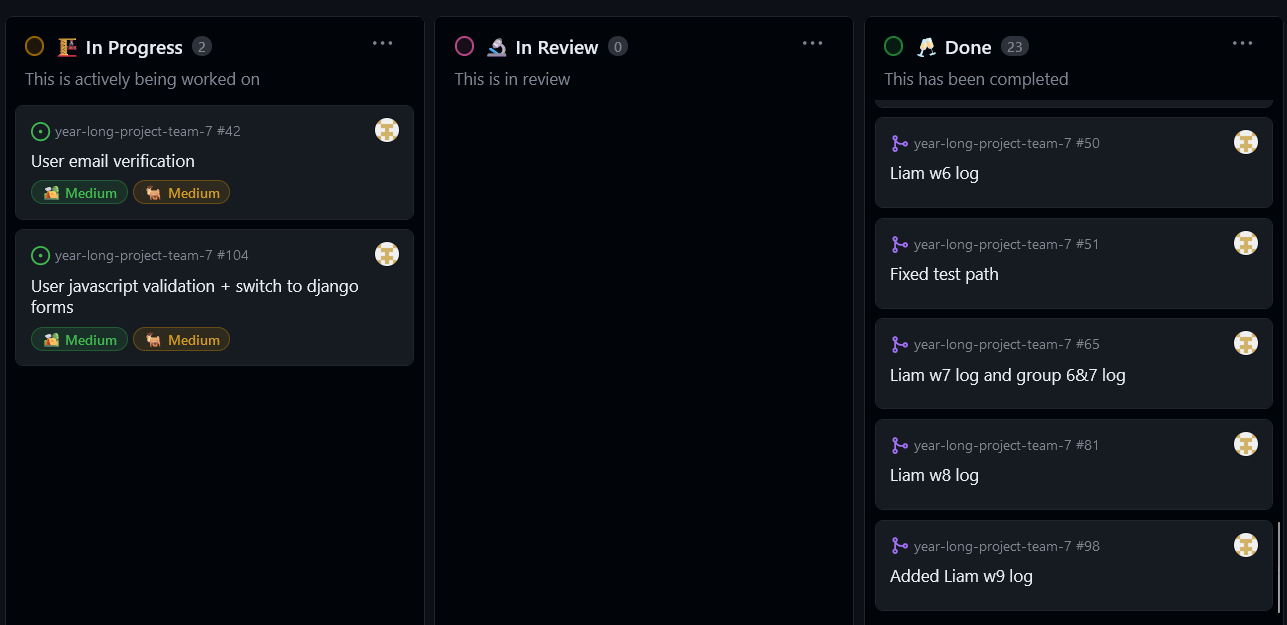 In Progress 2
This is actively being worked on
year-long-project-team-7 #42
User email verification
Medium Medium
year-long-project-team-7 #104
User javascript validation + switch to django
forms
Medium Medium
In Review 0
This is in review
Done 23
This has been completed
year-long-project-team-7 #50
Liam w6 log
year-long-project-team-7 #51
Fixed test path
year-long-project-team-7 #65
Liam w7 log and group 6&7 log
year-long-project-team-7 #81
Liam w8 log
year-long-project-team-7 #98
Added Liam w9 log